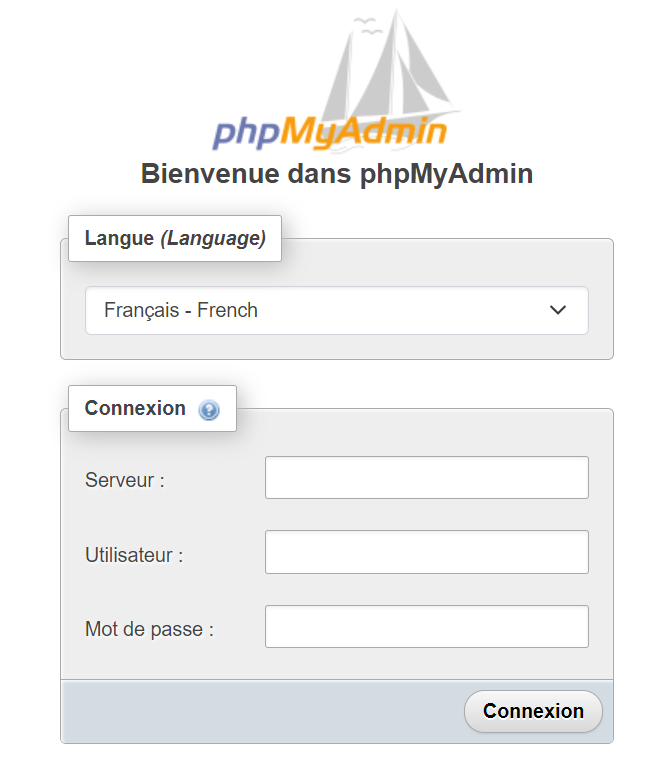 phpMyAdmin
Bienvenue dans phpMyAdmin
Langue (Language)
Français - French
Connexion
Serveur :
Utilisateur :
Mot de passe :
Connexion